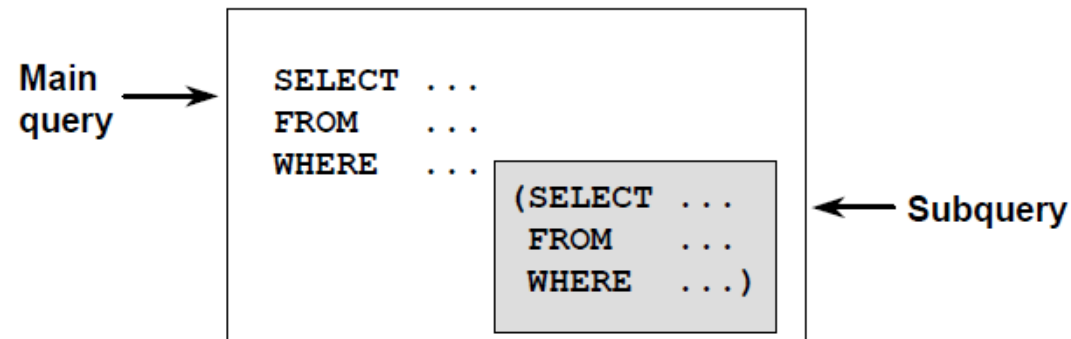 Main
query
SELECT ...
FROM ...
WHERE ...
(SELECT ...
FROM ...
WHERE ...)
Subquery